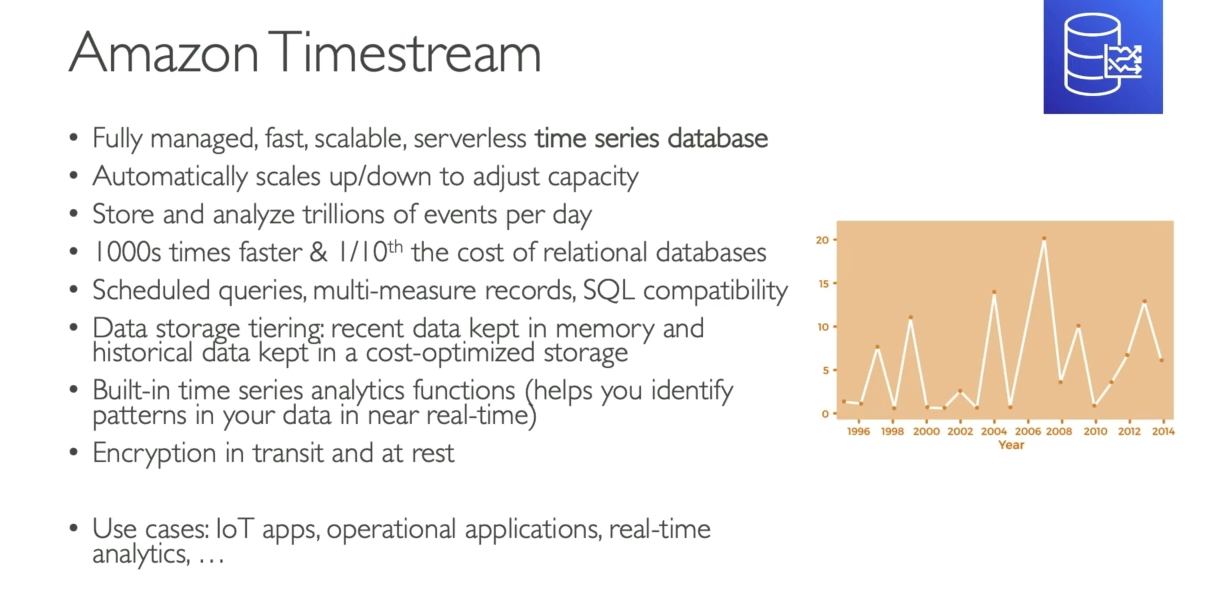 Amazon Timestream
• Fully managed, fast, scalable, serverless time series database
• Automatically scales up/down to adjust capacity
• Store and analyze trillions of events per day
• 1000s times faster & 1/10th the cost of relational databases
• Scheduled queries, multi-measure records, SQL compatibility
• Data storage tiering: recent data kept in memory and
historical data kept in a cost-optimized storage
• Built-in time series analytics functions (helps you identify
patterns in your data in near real-time)
• Encryption in transit and at rest
• Use cases: IoT apps, operational applications, real-time
analytics, …
20
15
10
5
0
1996 1998 2000 2002 2004 2006 2008 2010 2012 2014
Year